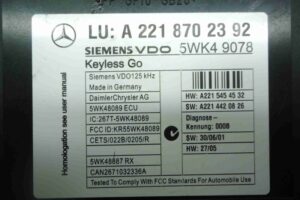 LU: A 221 870 23 92
SIEMENS VDO 5WK4 9078
Keyless Go
Siemens VDO125 kHz
Made in Germany
DaimlerChrysler AG
5WK48089 ECU
IC:267T-5WK48089
FCC ID:KR55WK48089
CETS/022B/0205/R
5WK48887 RX
CAN2671032336A
HW: A221 545 45 32
SW: A221 442 08 26
Diagnose –
Kennung: 0006
SW: 30/06/01
HW: 27/05
Tested To Comply with FCC Standards For Automobile Use
Homologation see user manual